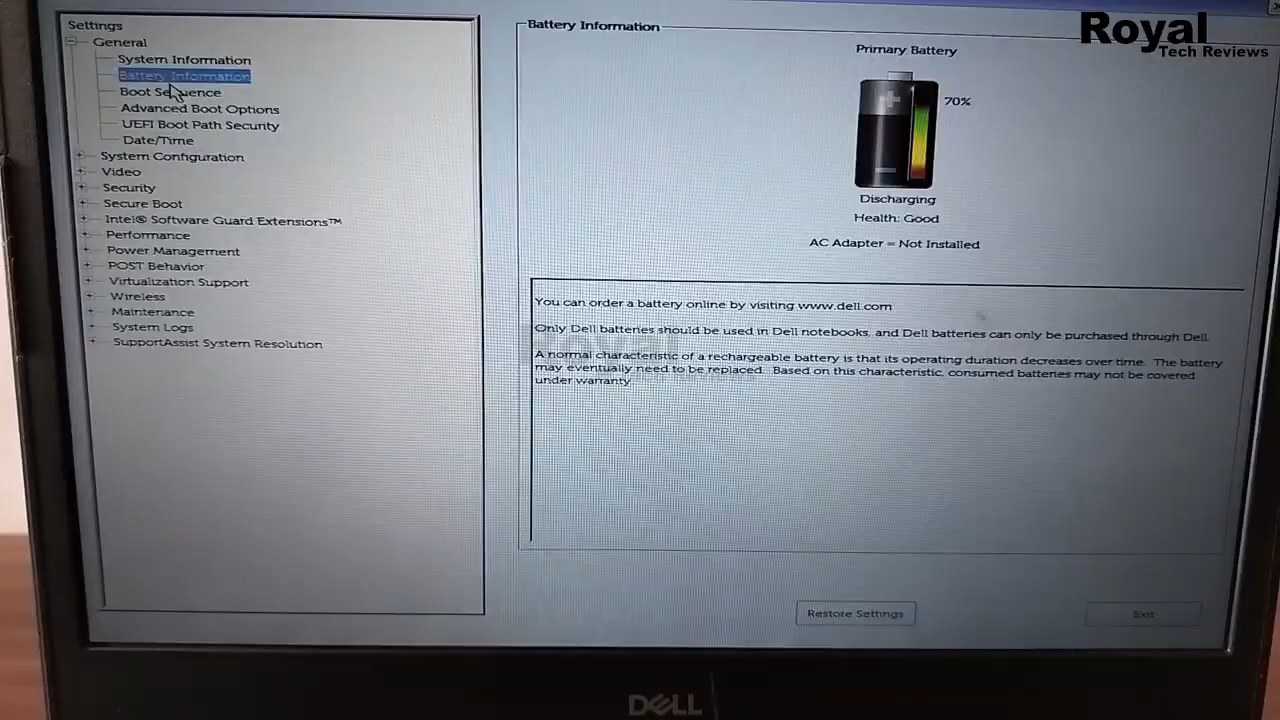 Settings
General
System Information
Battery Information
Boot Sequence
Advanced Boot Options
UEFI Boot Path Security
Date/Time
System Configuration
Video
Security
Secure Boot
Intel® Software Guard Extensions™
Performance
Power Management
POST Behavior
Virtualization Support
Wireless
Maintenance
System Logs
SupportAssist System Resolution
Battery Information
Primary Battery
70%
Discharging
Health: Good
AC Adapter = Not Installed
You can order a battery online by visiting www.dell.com
Only Dell batteries should be used in Dell notebooks, and Dell batteries can only be purchased through Dell.
A normal characteristic of a rechargeable battery is that its operating duration decreases over time. The battery
may eventually need to be replaced. Based on this characteristic, consumed batteries may not be covered
under warranty.
Restore Settings
Exit
DELL
Royal
Tech Reviews
Royal